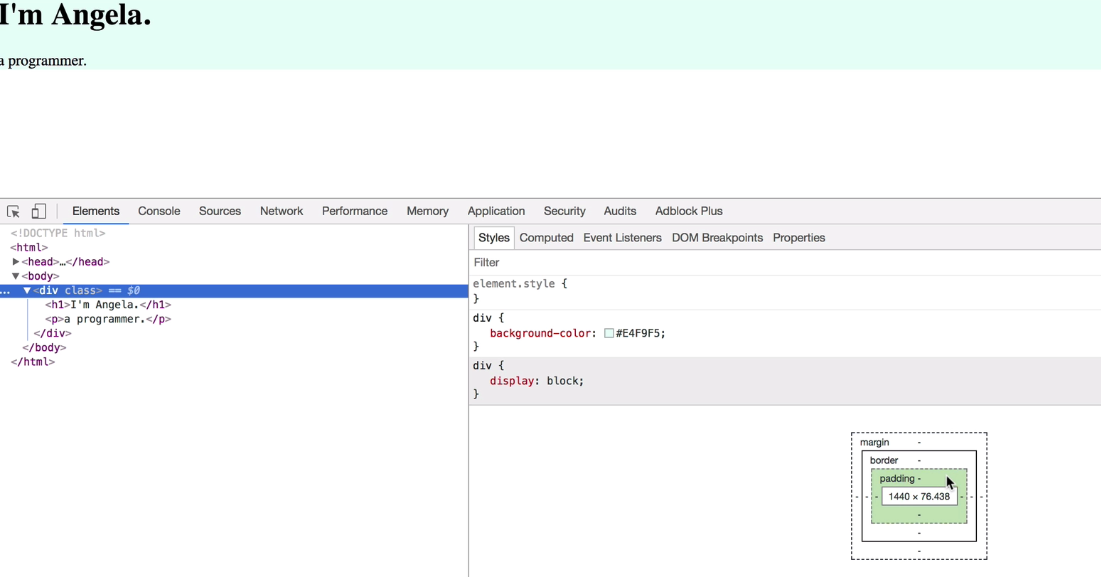 I'm Angela.
a programmer.
Elements Console Sources Network Performance Memory Application Security Audits Adblock Plus
<!DOCTYPE html>
<html>
▶<head>…</head>
▼<body>
... ▼<div class> == $0
<h1>I'm Angela.</h1>
<p>a programmer.</p>
</div>
</body>
</html>
Styles Computed Event Listeners DOM Breakpoints Properties
Filter
element.style {
}
div {
background-color: #E4F9F5;
}
div {
display: block;
}
margin -
border -
padding -
- - - 1440 × 76.438 - - -
-
-
-